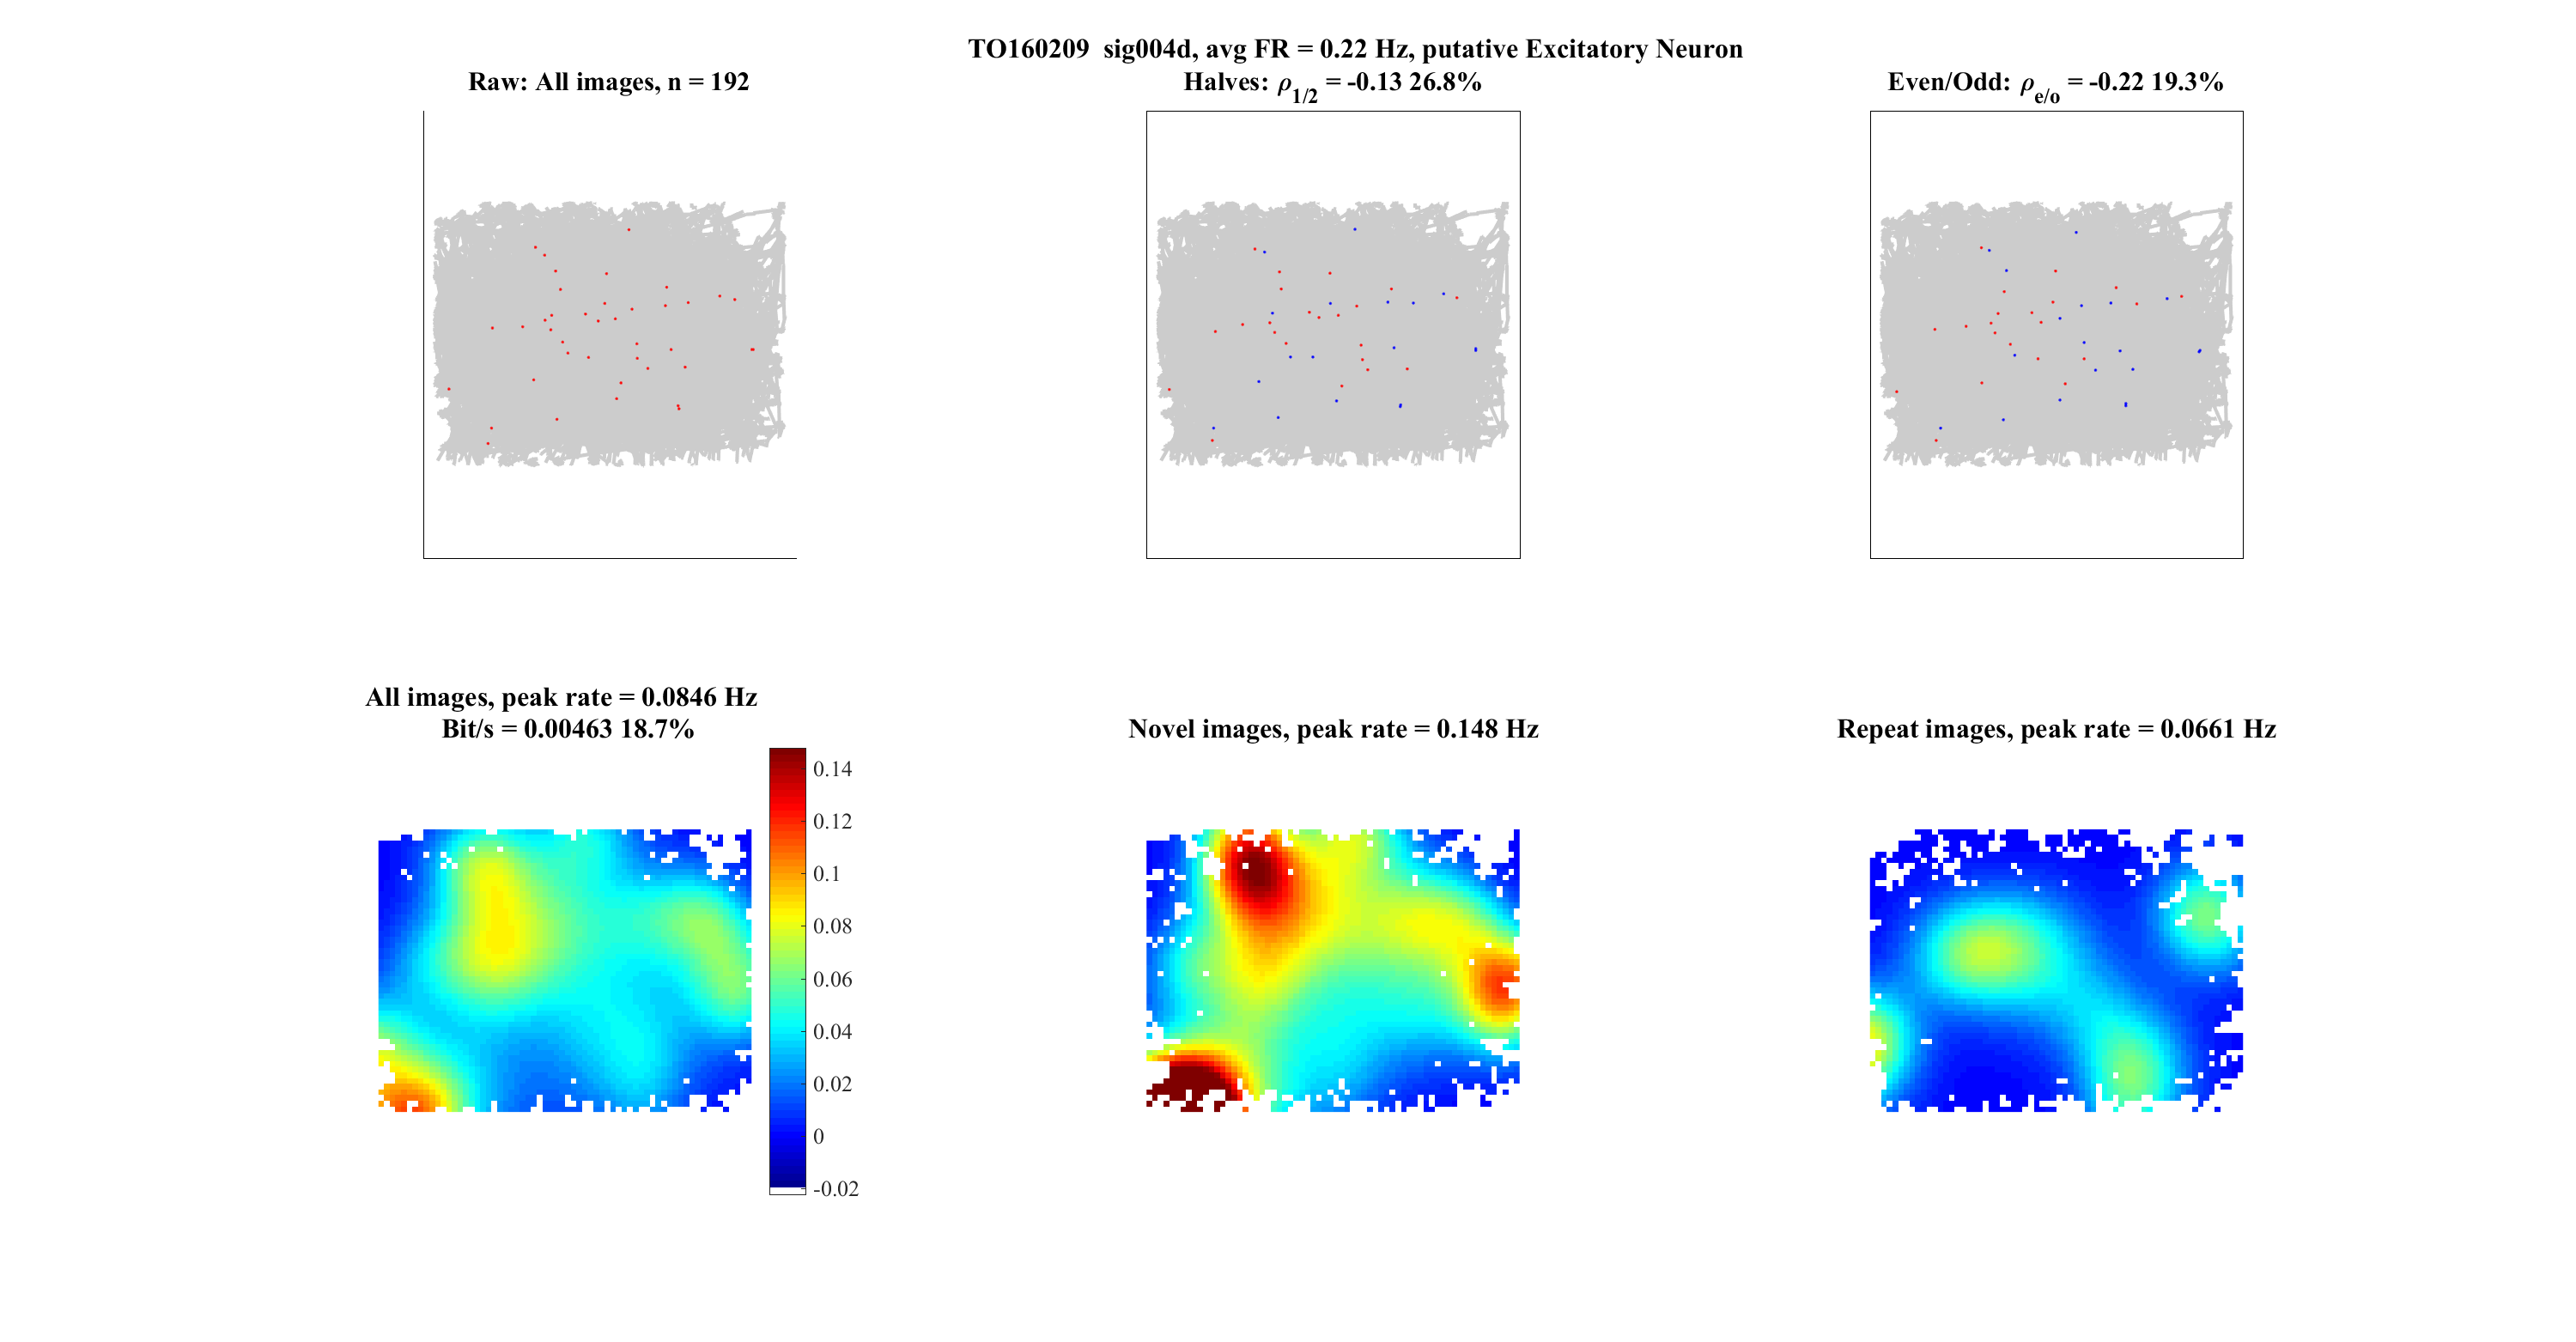 TO160209 sig004d, avg FR = 0.22 Hz, putative Excitatory Neuron
Raw: All images, n = 192
Halves: ρ1/2 = -0.13 26.8%
Even/Odd: ρe/o = -0.22 19.3%
All images, peak rate = 0.0846 Hz
Bit/s = 0.00463 18.7%
Novel images, peak rate = 0.148 Hz
Repeat images, peak rate = 0.0661 Hz
0.14
0.12
0.1
0.08
0.06
0.04
0.02
0
-0.02